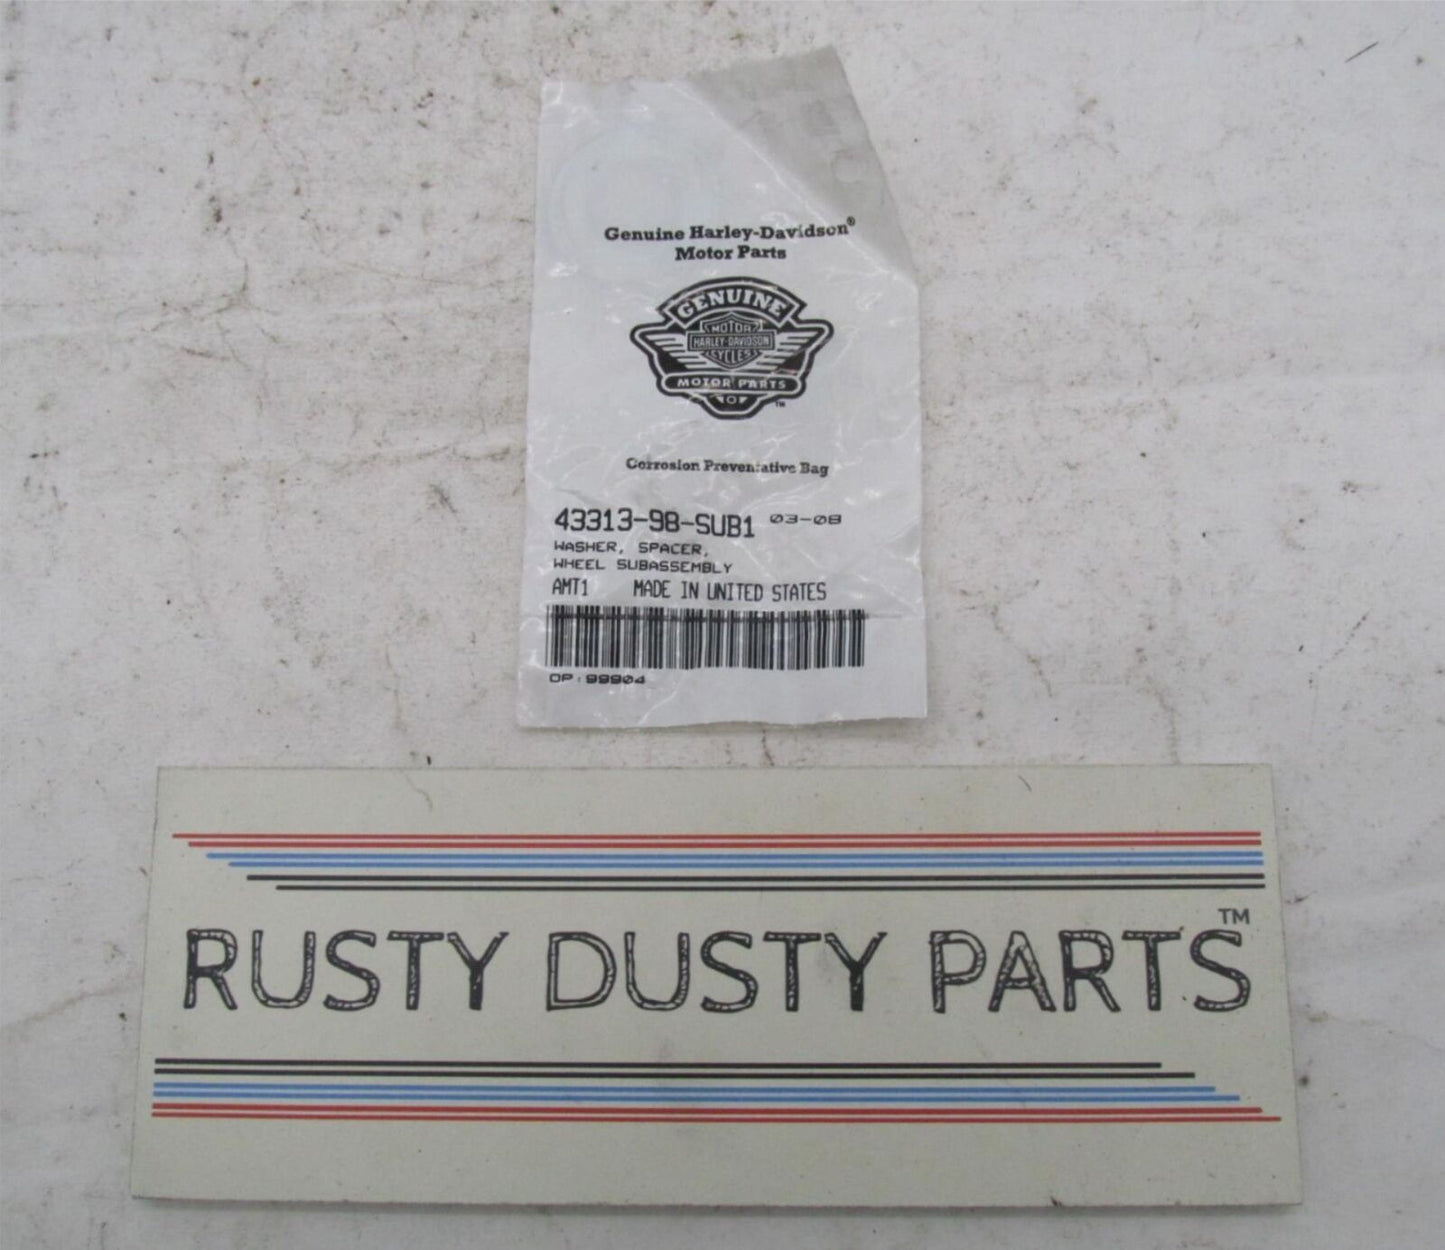 Genuine Harley-Davidson®
Motor Parts
GENUINE
MOTOR
HARLEY-DAVIDSON
CYCLES
MOTOR PARTS
TM
Corrosion Preventative Bag
43313-98-SUB1 03-08
WASHER, SPACER,
WHEEL SUBASSEMBLY
AMT1 MADE IN UNITED STATES
OP:99904
RUSTY DUSTY PARTS™